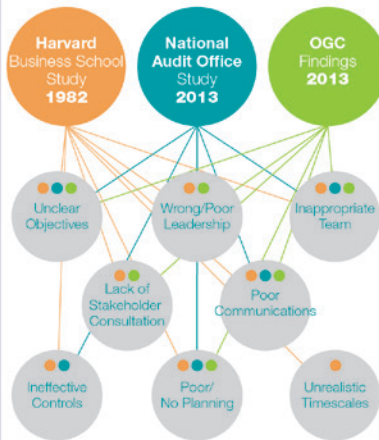 Harvard
Business School
Study
1982
National
Audit Office
Study
2013
OGC
Findings
2013
Unclear
Objectives
Wrong/Poor
Leadership
Inappropriate
Team
Lack of
Stakeholder
Consultation
Poor
Communications
Ineffective
Controls
Poor/
No Planning
Unrealistic
Timescales